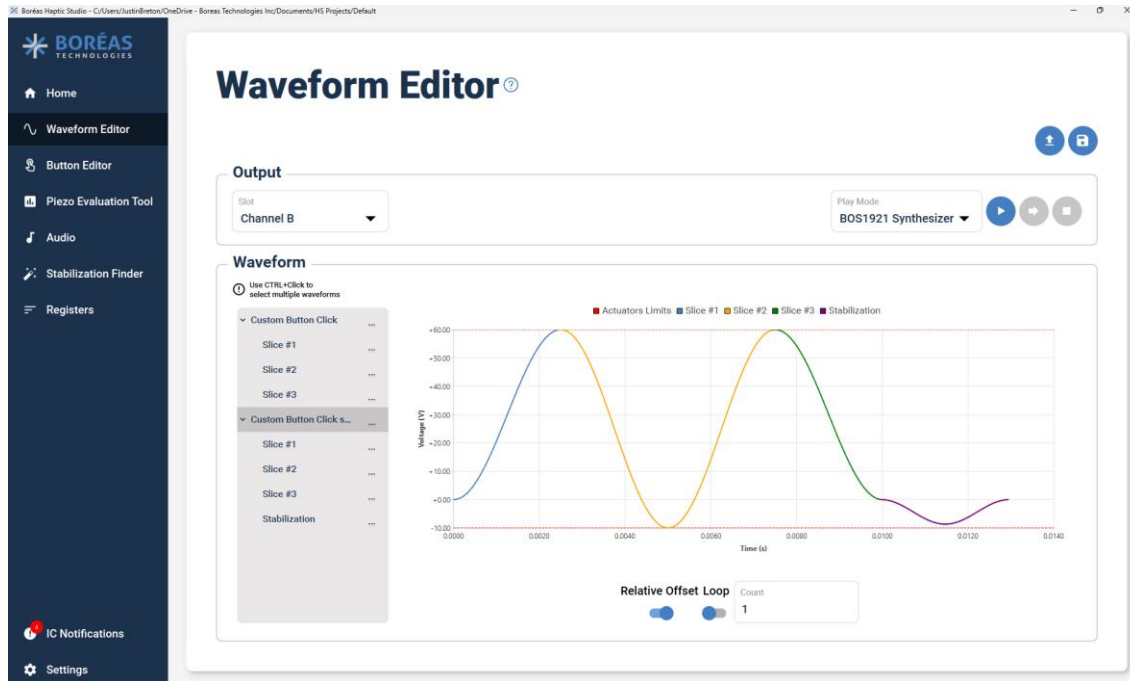 Boréas Haptic Studio - C:/Users/JustinBreton/OneDrive - Boreas Technologies Inc/Documents/HS Projects/Default
BORÉAS
TECHNOLOGIES
Home
Waveform Editor
Button Editor
Piezo Evaluation Tool
Audio
Stabilization Finder
Registers
4
IC Notifications
Settings
Waveform Editor
Output
Slot
Channel B
Play Mode
BOS1921 Synthesizer
Waveform
Use CTRL+Click to
select multiple waveforms
Custom Button Click ...
Slice #1 ...
Slice #2 ...
Slice #3 ...
Custom Button Click s... ...
Slice #1 ...
Slice #2 ...
Slice #3 ...
Stabilization ...
Actuators Limits Slice #1 Slice #2 Slice #3 Stabilization
+60.00
+50.00
+40.00
+30.00
+20.00
+10.00
+0.00
-10.00
Voltage (V)
0.0000 0.0020 0.0040 0.0060 0.0080 0.0100 0.0120 0.0140
Time (s)
Relative Offset Loop
Count
1